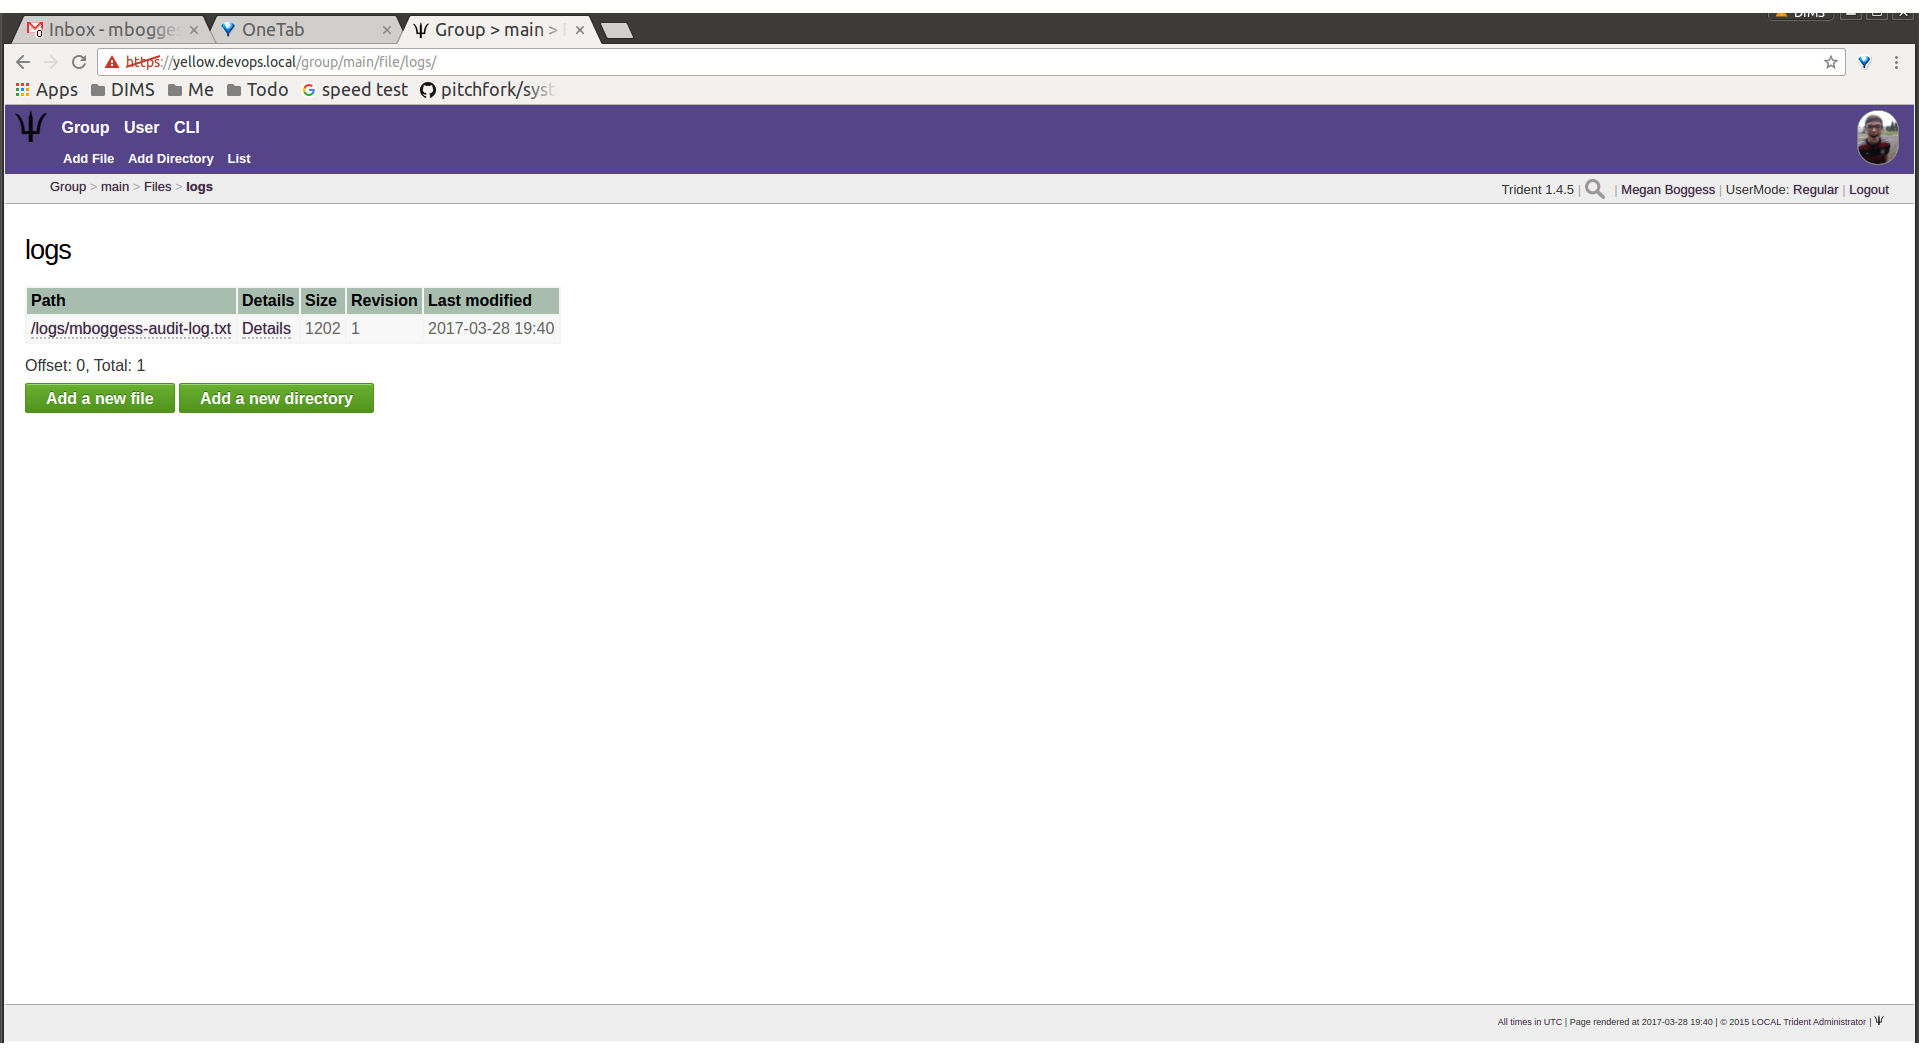 DIMS
Inbox - mbogges
OneTab
Group > main >
https://yellow.devops.local/group/main/file/logs/
Apps DIMS Me Todo speed test pitchfork/syst
Group User CLI
Add File Add Directory List
Group > main > Files > logs
Trident 1.4.5 | | Megan Boggess | UserMode: Regular | Logout
logs
Path Details Size Revision Last modified
/logs/mboggess-audit-log.txt Details 1202 1 2017-03-28 19:40
Offset: 0, Total: 1
Add a new file Add a new directory
All times in UTC | Page rendered at 2017-03-28 19:40 | © 2015 LOCAL Trident Administrator |